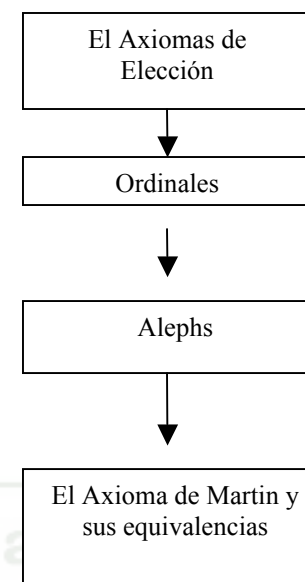 El Axiomas de
Elección
Ordinales
Alephs
El Axioma de Martin y
sus equivalencias